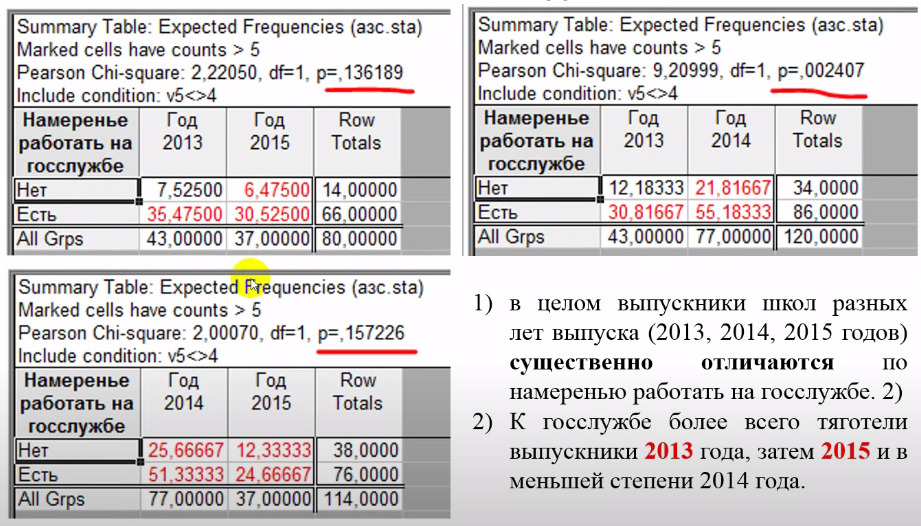 Summary Table: Expected Frequencies (азс.sta)
Marked cells have counts > 5
Pearson Chi-square: 2,22050, df=1, p=,136189
Include condition: v5<>4
Намеренье работать на госслужбе Год 2013 Год 2015 Row Totals
Нет 7,52500 6,47500 14,00000
Есть 35,47500 30,52500 66,00000
All Grps 43,00000 37,00000 80,00000
Summary Table: Expected Frequencies (азс.sta)
Marked cells have counts > 5
Pearson Chi-square: 9,20999, df=1, p=,002407
Include condition: v5<>4
Намеренье работать на госслужбе Год 2013 Год 2014 Row Totals
Нет 12,18333 21,81667 34,0000
Есть 30,81667 55,18333 86,0000
All Grps 43,00000 77,00000 120,0000
Summary Table: Expected Frequencies (азс.sta)
Marked cells have counts > 5
Pearson Chi-square: 2,00070, df=1, p=,157226
Include condition: v5<>4
Намеренье работать на госслужбе Год 2014 Год 2015 Row Totals
Нет 25,66667 12,33333 38,0000
Есть 51,33333 24,66667 76,0000
All Grps 77,00000 37,00000 114,0000
1) в целом выпускники школ разных
лет выпуска (2013, 2014, 2015 годов)
существенно отличаются по
намеренью работать на госслужбе. 2)
2) К госслужбе более всего тяготели
выпускники 2013 года, затем 2015 и в
меньшей степени 2014 года.